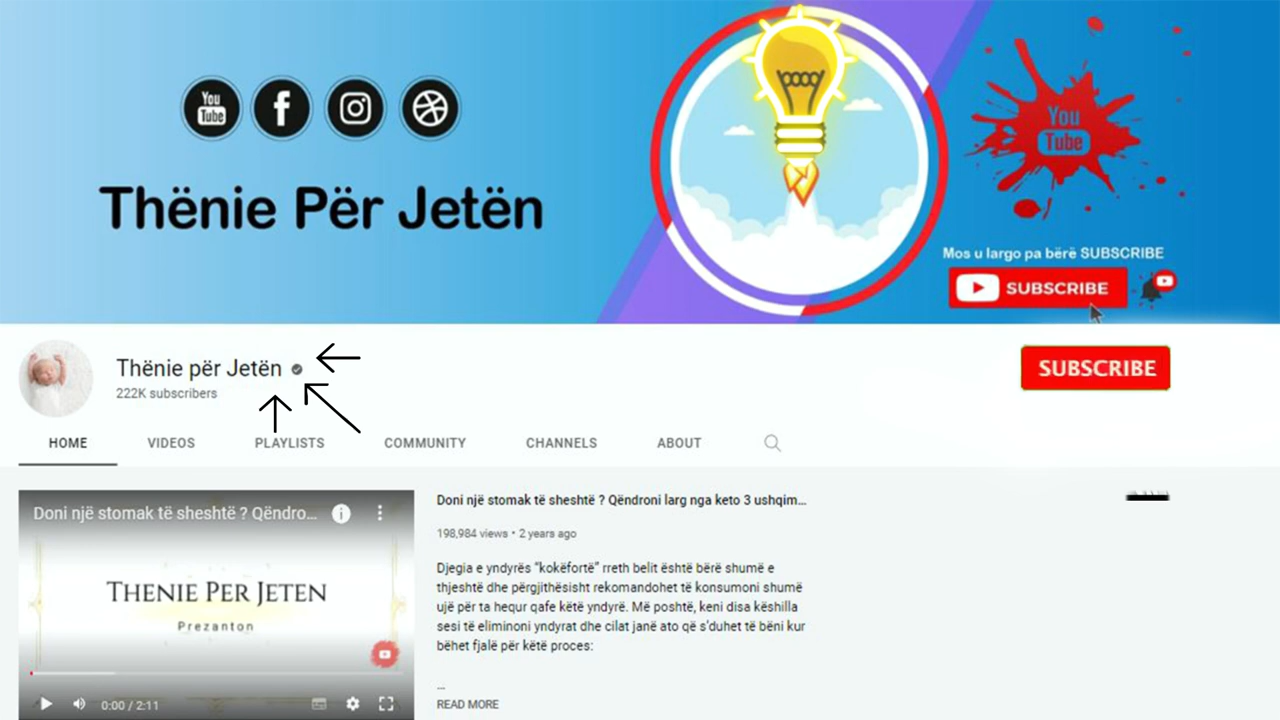 You
Tube
Thënie Për Jetën
You
Tube
Mos u largo pa bërë SUBSCRIBE
SUBSCRIBE
Thënie për Jetën
222K subscribers
SUBSCRIBE
HOME VIDEOS PLAYLISTS COMMUNITY CHANNELS ABOUT
Doni një stomak të sheshtë ? Qëndro...
THENIE PER JETEN
Prezanton
0:00 / 2:11
Doni një stomak të sheshtë ? Qëndroni larg nga keto 3 ushqim...
198,984 views • 2 years ago
Djegia e yndyrës "kokëfortë" rreth belit është bërë shumë e
thjeshtë dhe përgjithësisht rekomandohet të konsumoni shumë
ujë për ta hequr qafe këtë yndyrë. Më poshtë, keni disa këshilla
sesi të eliminoni yndyrat dhe cilat janë ato që s'duhet të bëni kur
bëhet fjalë për këtë proces:
...
READ MORE